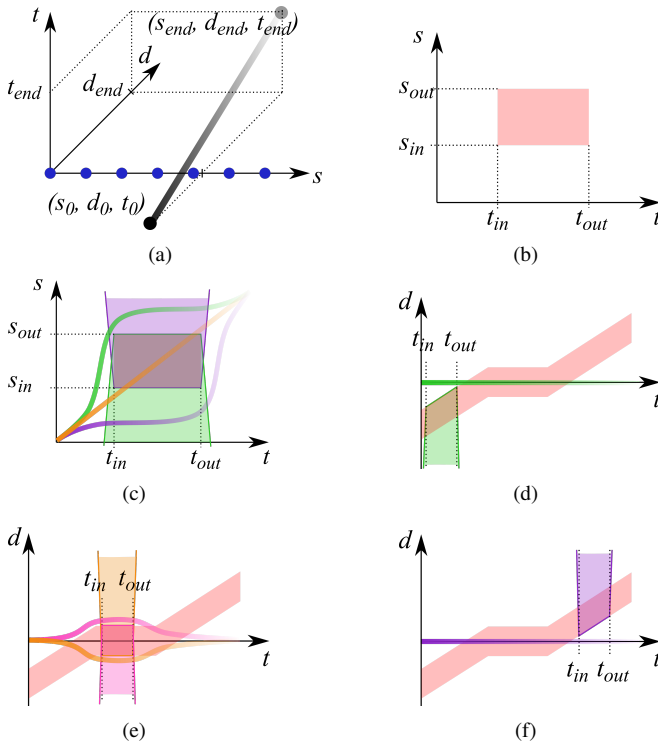 t
(s_end, d_end, t_end)
d
t_end
d_end
s
(s_0, d_0, t_0)
(a)
s
s_out
s_in
t_in
t_out
t
(b)
s
s_out
s_in
t_in
t_out
t
(c)
d
t_in
t_out
t
(d)
d
t_in
t_out
t
(e)
d
t
t_in
t_out
(f)